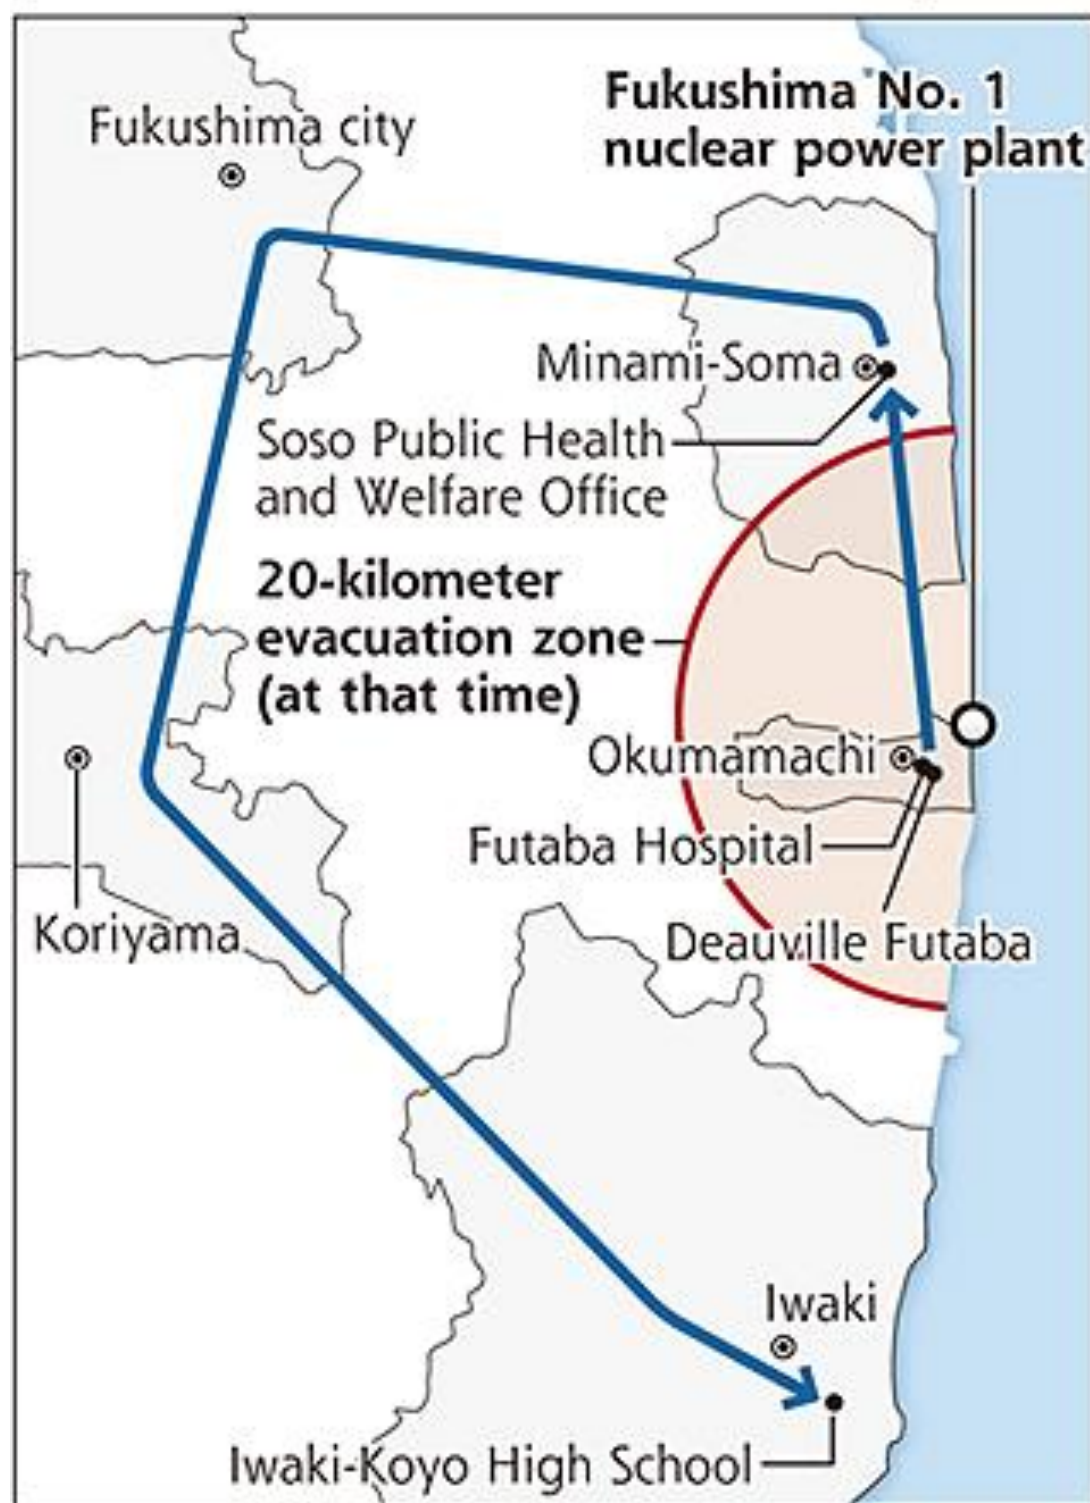 Fukushima No. 1
nuclear power plant
Fukushima city
Minami-Soma
Soso Public Health
and Welfare Office
20-kilometer
evacuation zone
(at that time)
Okumamachi
Futaba Hospital
Koriyama
Deauville Futaba
Iwaki
Iwaki-Koyo High School